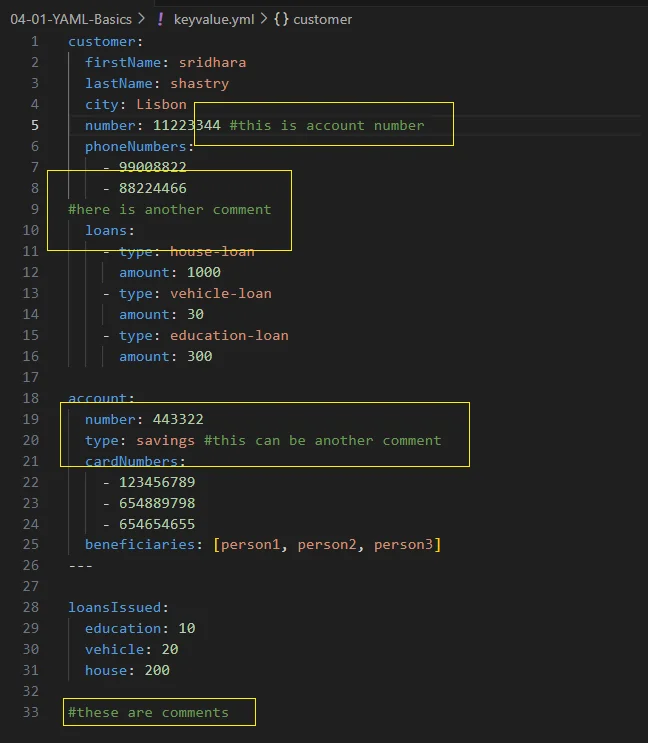 04-01-YAML-Basics > ! keyvalue.yml > {} customer
1 customer:
2   firstName: sridhara
3   lastName: shastry
4   city: Lisbon
5   number: 11223344 #this is account number
6   phoneNumbers:
7     - 99008822
8     - 88224466
9 #here is another comment
10   loans:
11     - type: house-loan
12       amount: 1000
13     - type: vehicle-loan
14       amount: 30
15     - type: education-loan
16       amount: 300
17
18 account:
19   number: 443322
20   type: savings #this can be another comment
21   cardNumbers:
22     - 123456789
23     - 654889798
24     - 654654655
25   beneficiaries: [person1, person2, person3]
26 ---
27
28 loansIssued:
29   education: 10
30   vehicle: 20
31   house: 200
32
33 #these are comments